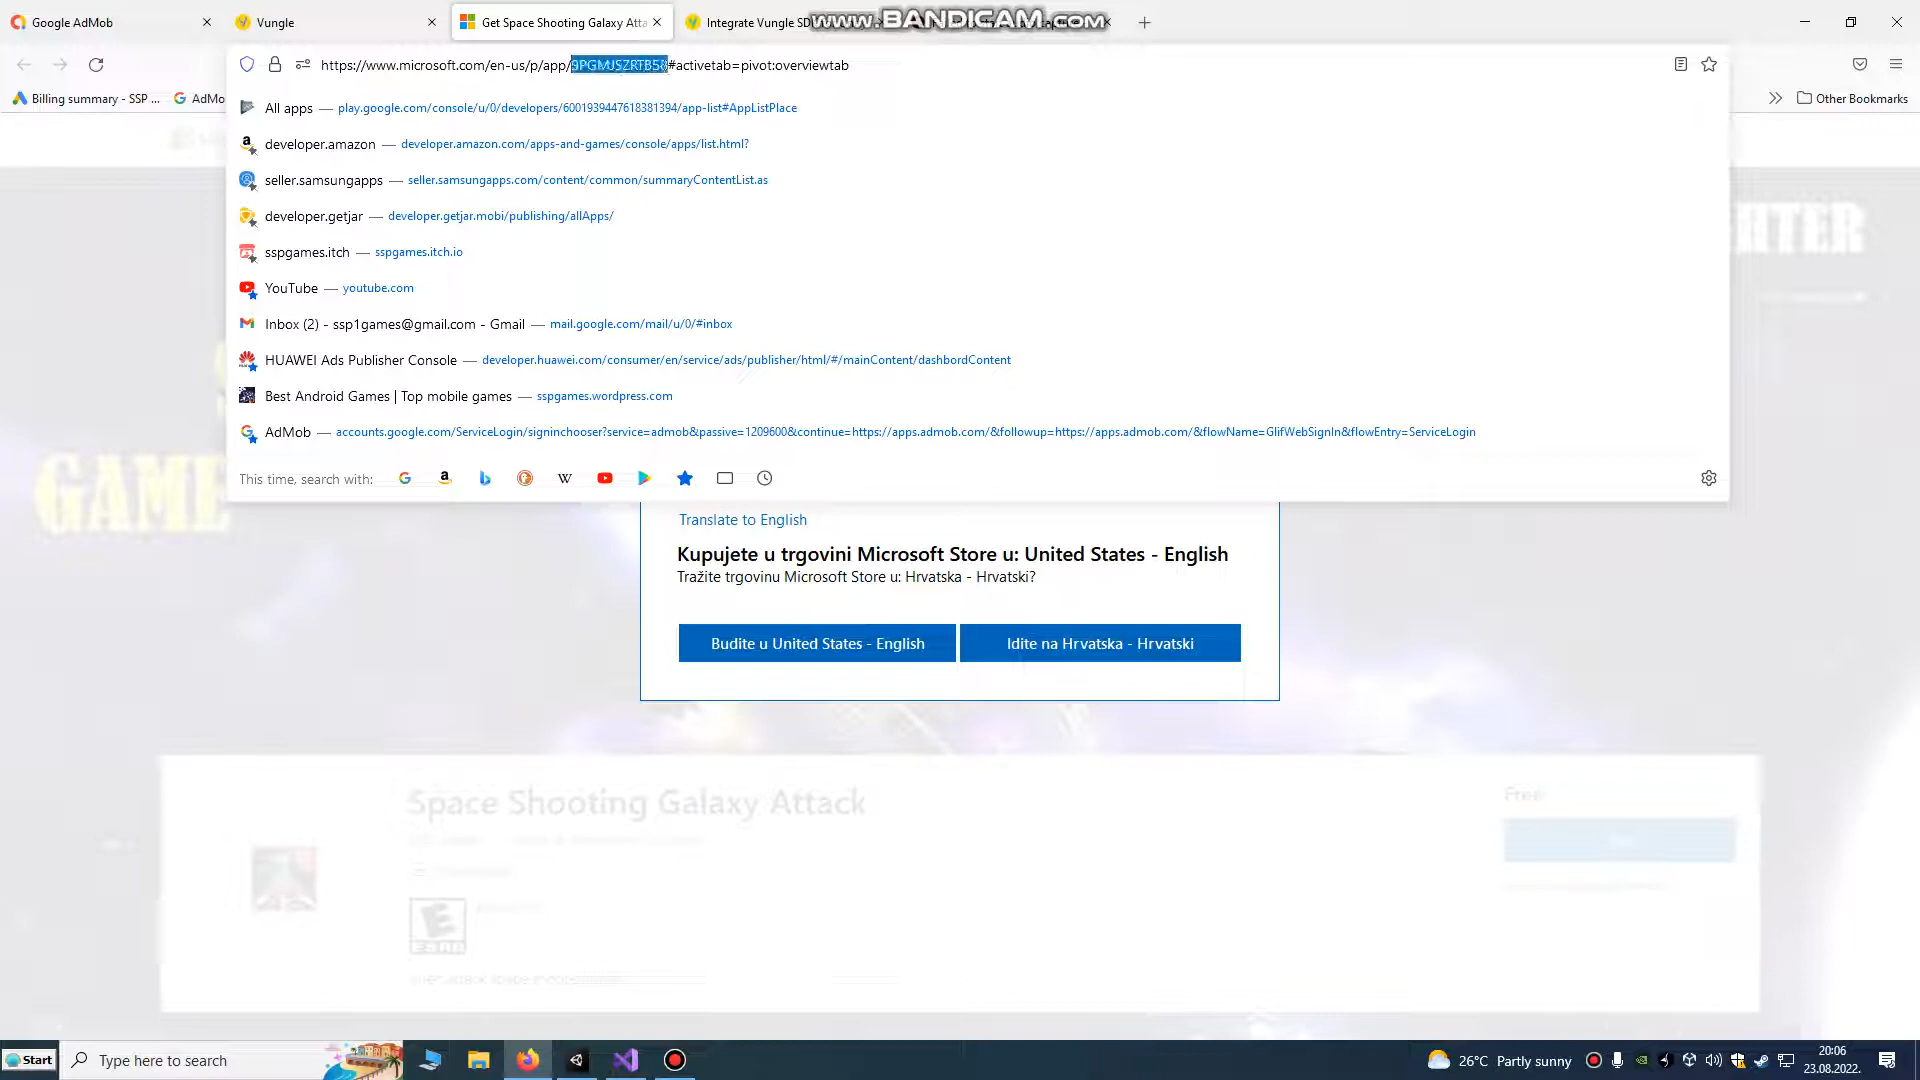 Google AdMob
Vungle
Get Space Shooting Galaxy Atta
Integrate Vungle SD
www.BANDICAM.com
https://www.microsoft.com/en-us/p/app/9PGMJ5ZRTB58#activetab=pivot:overviewtab
Billing summary - SSP ...
AdMo
Other Bookmarks
All apps — play.google.com/console/u/0/developers/6001939447618381394/app-list#AppListPlace
developer.amazon — developer.amazon.com/apps-and-games/console/apps/list.html?
seller.samsungapps — seller.samsungapps.com/content/common/summaryContentList.as
developer.getjar — developer.getjar.mobi/publishing/allApps/
sspgames.itch — sspgames.itch.io
YouTube — youtube.com
Inbox (2) - ssp1games@gmail.com - Gmail — mail.google.com/mail/u/0/#inbox
HUAWEI Ads Publisher Console — developer.huawei.com/consumer/en/service/ads/publisher/html/#/mainContent/dashbordContent
Best Android Games | Top mobile games — sspgames.wordpress.com
AdMob — accounts.google.com/ServiceLogin/signinchooser?service=admob&passive=1209600&continue=https://apps.admob.com/&followup=https://apps.admob.com/&flowName=GlifWebSignIn&flowEntry=ServiceLogin
This time, search with:
GAME
Translate to English
Kupujete u trgovini Microsoft Store u: United States - English
Tražite trgovinu Microsoft Store u: Hrvatska - Hrvatski?
Budite u United States - English
Idite na Hrvatska - Hrvatski
Space Shooting Galaxy Attack
Free
E
ESRB
Start
Type here to search
26°C Partly sunny
20:06
23.08.2022.